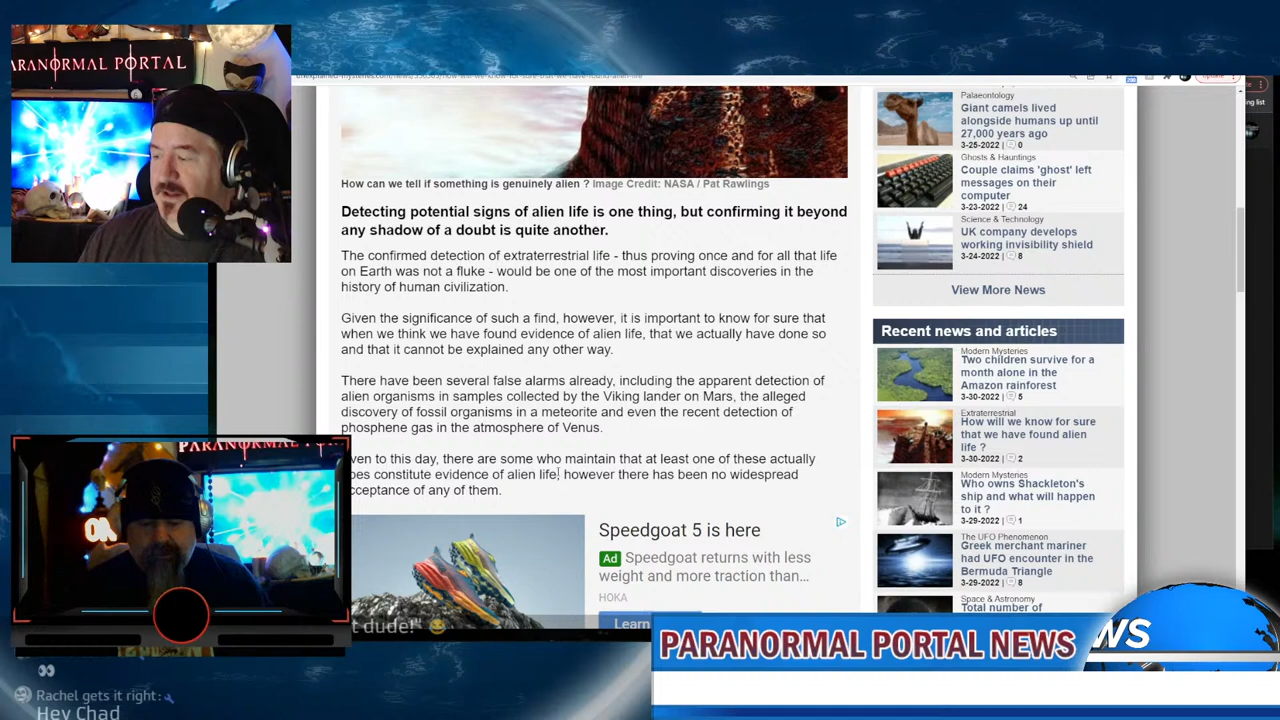 PARANORMAL PORTAL
How can we tell if something is genuinely alien ? Image Credit: NASA / Pat Rawlings
Detecting potential signs of alien life is one thing, but confirming it beyond
any shadow of a doubt is quite another.
The confirmed detection of extraterrestrial life - thus proving once and for all that life
on Earth was not a fluke - would be one of the most important discoveries in the
history of human civilization.
Given the significance of such a find, however, it is important to know for sure that
when we think we have found evidence of alien life, that we actually have done so
and that it cannot be explained any other way.
There have been several false alarms already, including the apparent detection of
alien organisms in samples collected by the Viking lander on Mars, the alleged
discovery of fossil organisms in a meteorite and even the recent detection of
phosphene gas in the atmosphere of Venus.
to this day, there are some who maintain that at least one of these actually
constitute evidence of alien life, however there has been no widespread
of any of them.
Speedgoat 5 is here
Ad Speedgoat returns with less
weight and more traction than...
HOKA
Learn
Palaeontology
Giant camels lived
alongside humans up until
27,000 years ago
3-25-2022 | 0
Ghosts & Hauntings
Couple claims 'ghost' left
messages on their
computer
3-23-2022 | 24
Science & Technology
UK company develops
working invisibility shield
3-24-2022 | 8
View More News
Recent news and articles
Modern Mysteries
Two children survive for a
month alone in the
Amazon rainforest
3-30-2022 | 5
Extraterrestrial
How will we know for sure
that we have found alien
life ?
3-30-2022 | 2
Modern Mysteries
Who owns Shackleton's
ship and what will happen
to it ?
3-29-2022 | 1
The UFO Phenomenon
Greek merchant mariner
had UFO encounter in the
Bermuda Triangle
3-29-2022 | 8
Space & Astronomy
Total number of
PARANORMAL POR
t dude!" 😂
👀
Rachel gets it right:
Hey Chad
PARANORMAL PORTAL NEWS
WS